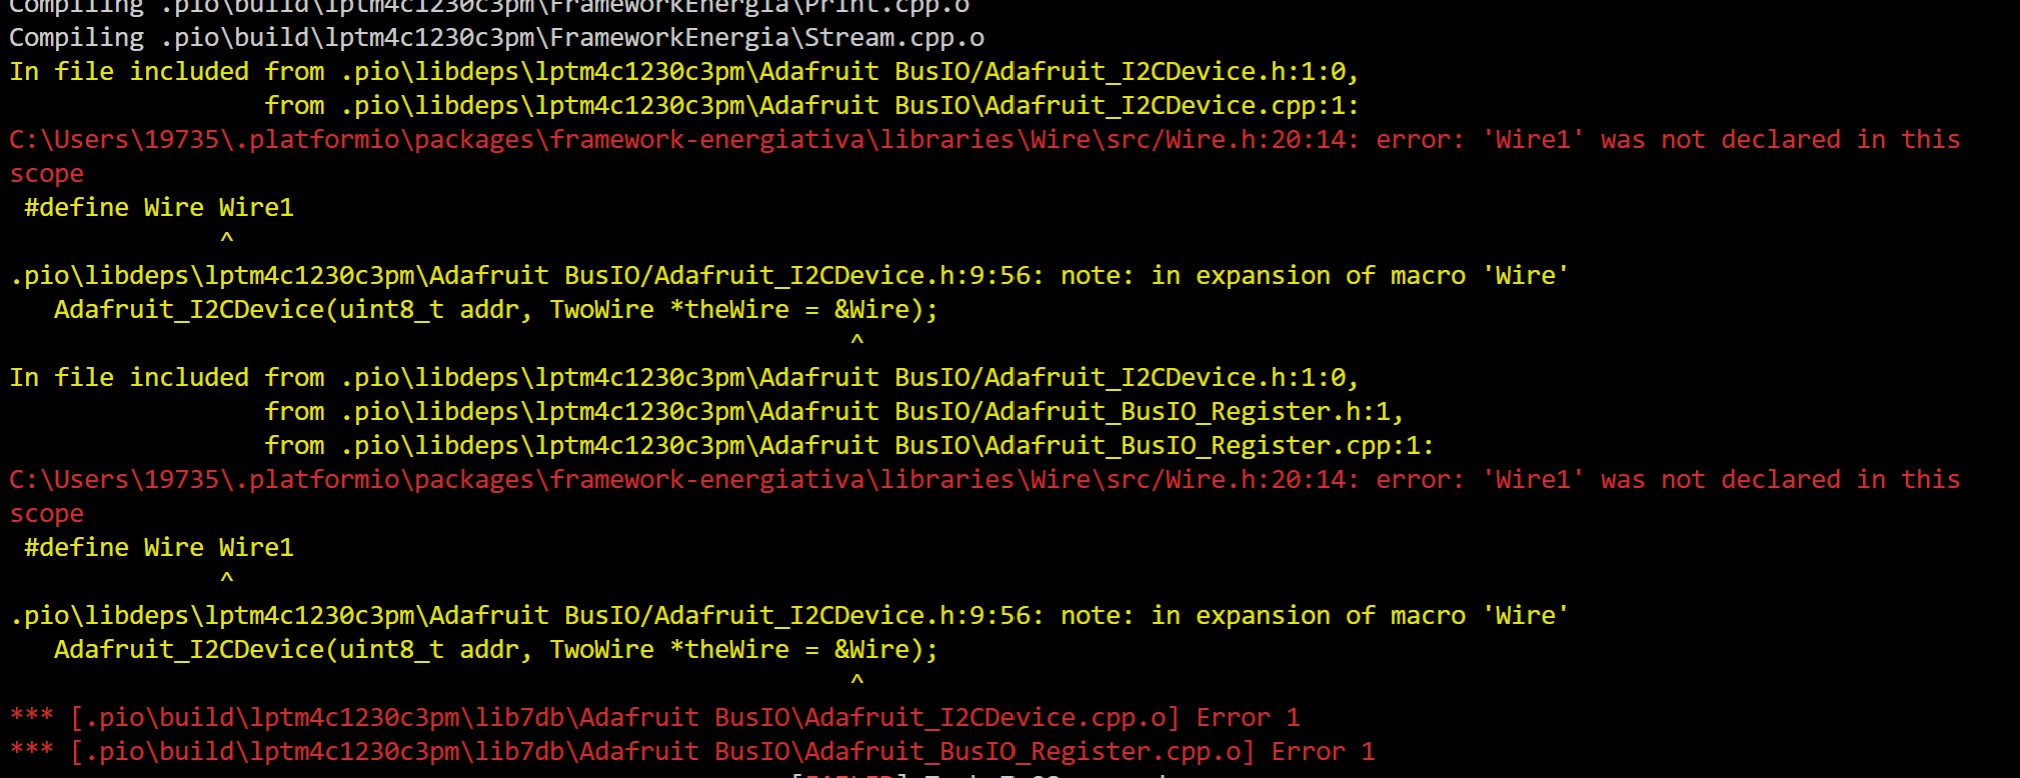 Compiling .pio\build\lptm4c1230c3pm\FrameworkEnergia\Print.cpp.o
Compiling .pio\build\lptm4c1230c3pm\FrameworkEnergia\Stream.cpp.o
In file included from .pio\libdeps\lptm4c1230c3pm\Adafruit BusIO/Adafruit_I2CDevice.h:1:0,
from .pio\libdeps\lptm4c1230c3pm\Adafruit BusIO\Adafruit_I2CDevice.cpp:1:
C:\Users\19735\.platformio\packages\framework-energiativa\libraries\Wire\src/Wire.h:20:14: error: 'Wire1' was not declared in this
scope
#define Wire Wire1
^
.pio\libdeps\lptm4c1230c3pm\Adafruit BusIO/Adafruit_I2CDevice.h:9:56: note: in expansion of macro 'Wire'
Adafruit_I2CDevice(uint8_t addr, TwoWire *theWire = &Wire);
^
In file included from .pio\libdeps\lptm4c1230c3pm\Adafruit BusIO/Adafruit_I2CDevice.h:1:0,
from .pio\libdeps\lptm4c1230c3pm\Adafruit BusIO/Adafruit_BusIO_Register.h:1,
from .pio\libdeps\lptm4c1230c3pm\Adafruit BusIO\Adafruit_BusIO_Register.cpp:1:
C:\Users\19735\.platformio\packages\framework-energiativa\libraries\Wire\src/Wire.h:20:14: error: 'Wire1' was not declared in this
scope
#define Wire Wire1
^
.pio\libdeps\lptm4c1230c3pm\Adafruit BusIO/Adafruit_I2CDevice.h:9:56: note: in expansion of macro 'Wire'
Adafruit_I2CDevice(uint8_t addr, TwoWire *theWire = &Wire);
^
*** [.pio\build\lptm4c1230c3pm\lib7db\Adafruit BusIO\Adafruit_I2CDevice.cpp.o] Error 1
*** [.pio\build\lptm4c1230c3pm\lib7db\Adafruit BusIO\Adafruit_BusIO_Register.cpp.o] Error 1